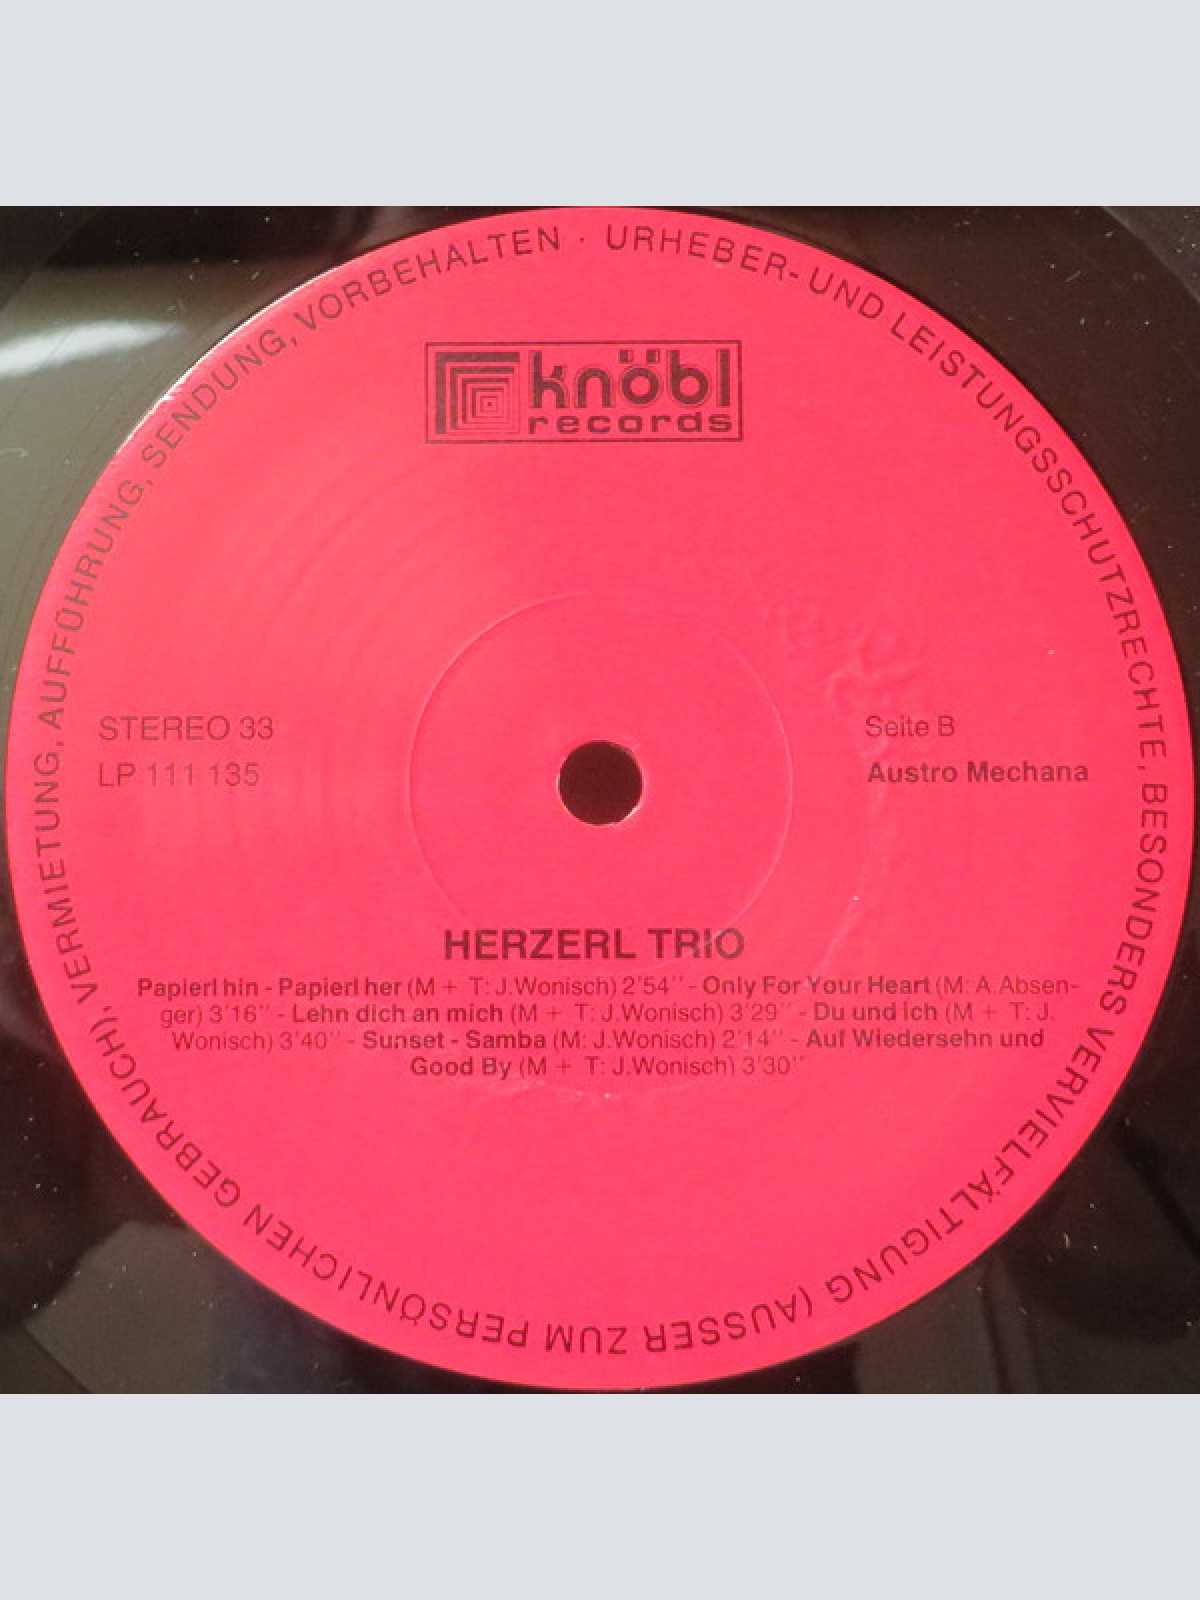 URHEBER- UND LEISTUNGSSCHUTZRECHTE, BESONDERS VERVIELFÄLTIGUNG (AUSSER ZUM PERSÖNLICHEN GEBRAUCH), VERMIETUNG, AUFFÜHRUNG, SENDUNG, VORBEHALTEN ·
knöbl
records
STEREO 33
LP 111 135
Seite B
Austro Mechana
HERZERL TRIO
Papierl hin - Papierl her (M + T: J.Wonisch) 2'54'' - Only For Your Heart (M: A.Absen-
ger) 3'16'' - Lehn dich an mich (M + T: J.Wonisch) 3'29'' - Du und ich (M + T: J.
Wonisch) 3'40'' - Sunset - Samba (M: J.Wonisch) 2'14'' - Auf Wiedersehn und
Good By (M + T: J.Wonisch) 3'30''